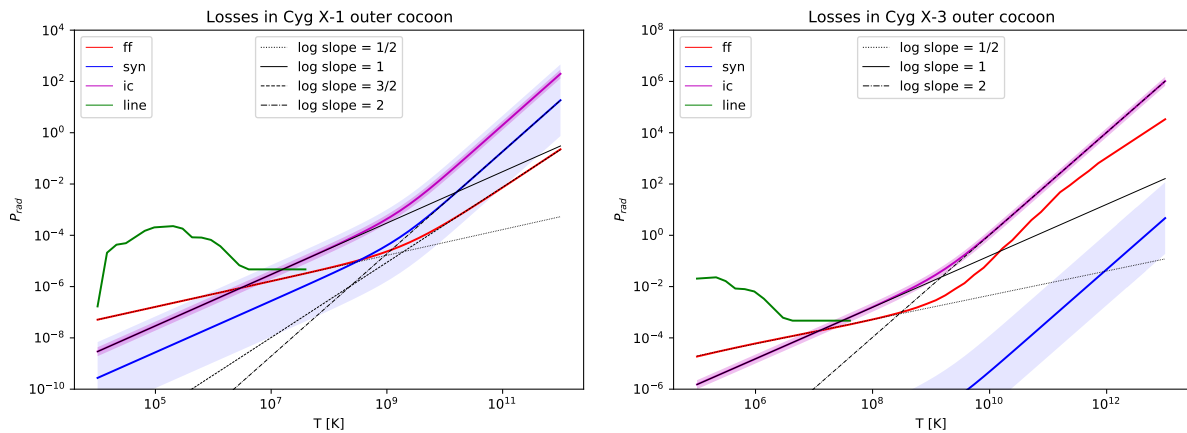 Losses in Cyg X-1 outer cocoon
10^4
10^2
10^0
10^-2
10^-4
10^-6
10^-8
10^-10
P_rad
ff
syn
ic
line
log slope = 1/2
log slope = 1
log slope = 3/2
log slope = 2
10^5
10^7
10^9
10^11
T [K]
Losses in Cyg X-3 outer cocoon
10^8
10^6
10^4
10^2
10^0
10^-2
10^-4
10^-6
P_rad
ff
syn
ic
line
log slope = 1/2
log slope = 1
log slope = 2
10^6
10^8
10^10
10^12
T [K]